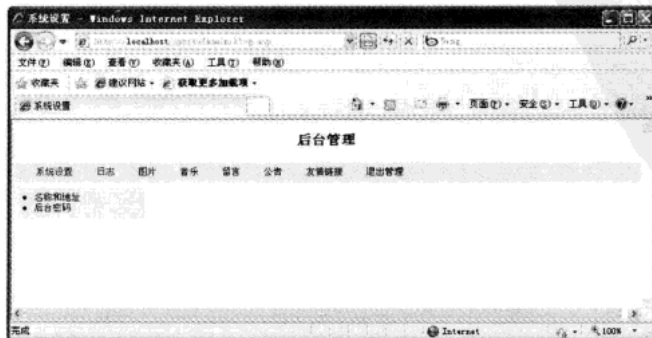 系统设置 - Windows Internet Explorer
localhost
文件(F) 编辑(E) 查看(V) 收藏夹(A) 工具(T) 帮助(H)
收藏夹 建议网站 获取更多加载项
系统设置 页面(P) 安全(S) 工具(O)
后台管理
系统设置 日志 图片 音乐 留言 公告 友情链接 退出管理
名称和地址
后台密码
完成 Internet 100%